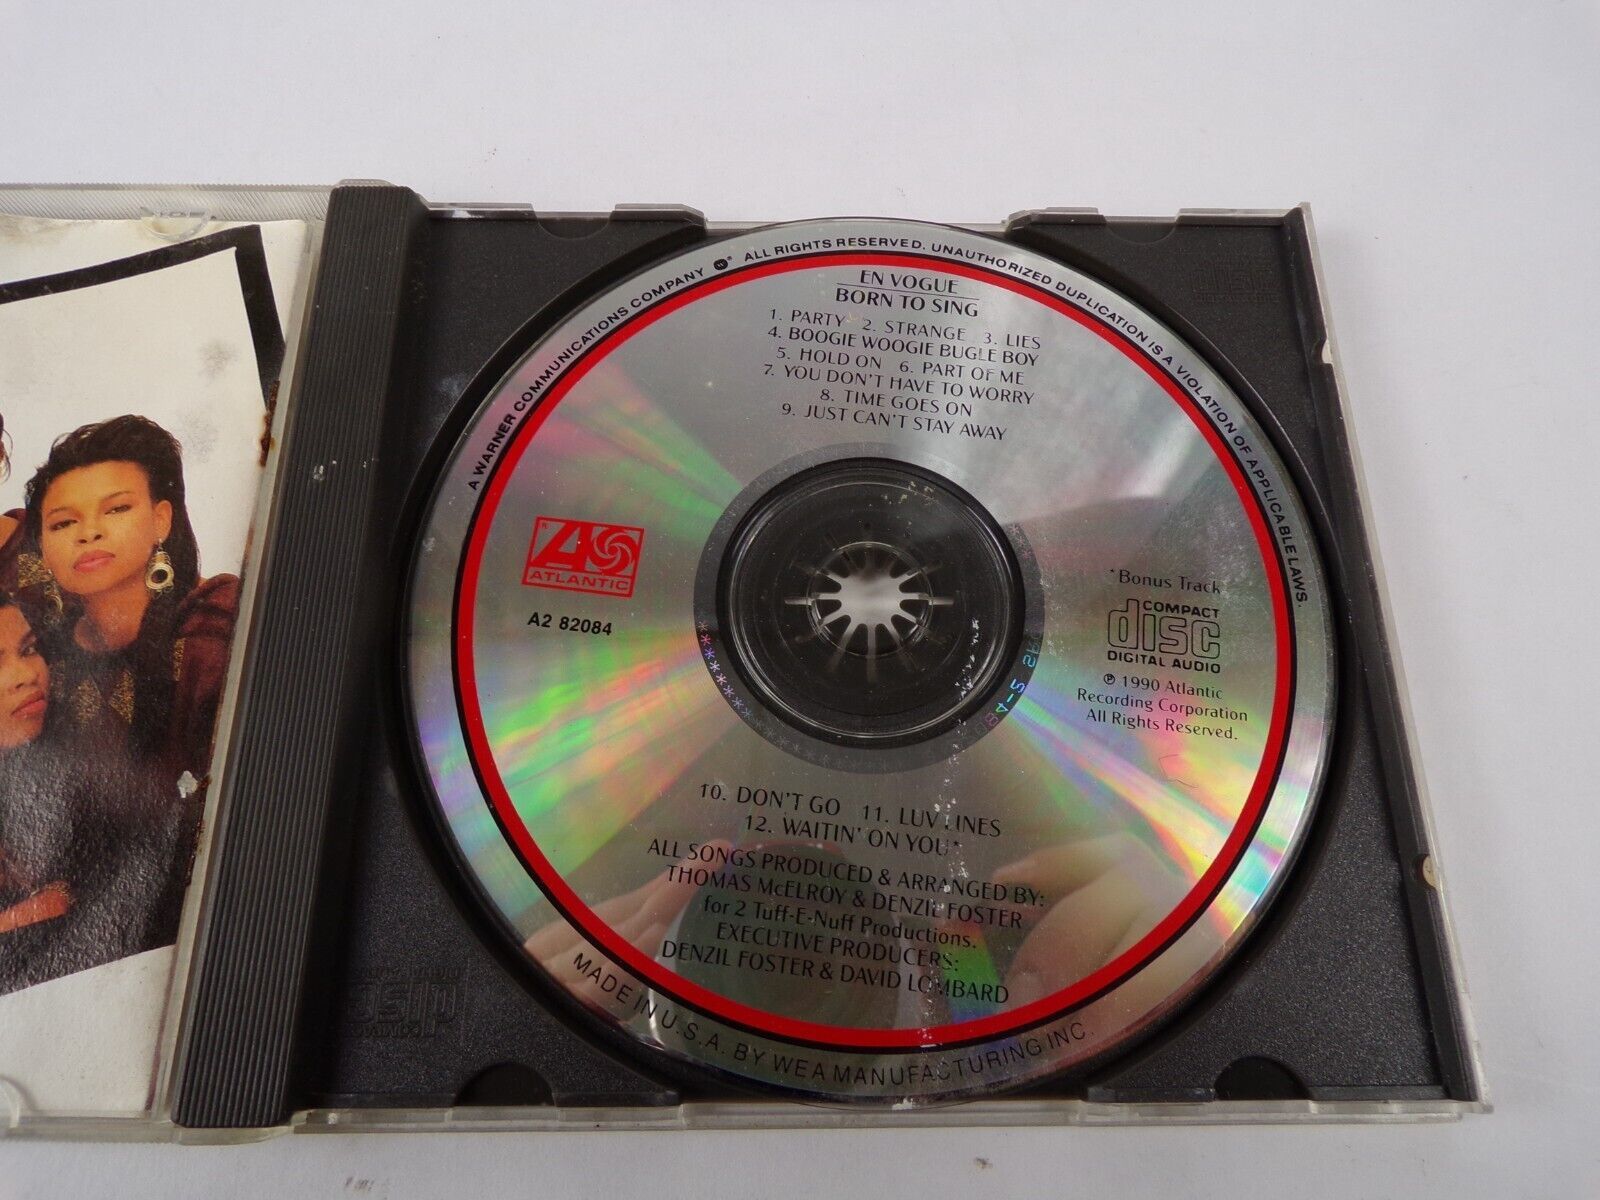 A WARNER COMMUNICATIONS COMPANY ALL RIGHTS RESERVED. UNAUTHORIZED DUPLICATION IS A VIOLATION OF APPLICABLE LAWS.
EN VOGUE
BORN TO SING
1. PARTY 2. STRANGE 3. LIES
4. BOOGIE WOOGIE BUGLE BOY
5. HOLD ON 6. PART OF ME
7. YOU DON'T HAVE TO WORRY
8. TIME GOES ON
9. JUST CAN'T STAY AWAY
ATLANTIC
A2 82084
*Bonus Track
COMPACT
disc
DIGITAL AUDIO
℗ 1990 Atlantic
Recording Corporation
All Rights Reserved.
10. DON'T GO 11. LUV LINES
12. WAITIN' ON YOU*
ALL SONGS PRODUCED & ARRANGED BY:
THOMAS McELROY & DENZIL FOSTER
for 2 Tuff-E-Nuff Productions.
EXECUTIVE PRODUCERS:
DENZIL FOSTER & DAVID LOMBARD
MADE IN U.S.A. BY WEA MANUFACTURING INC.